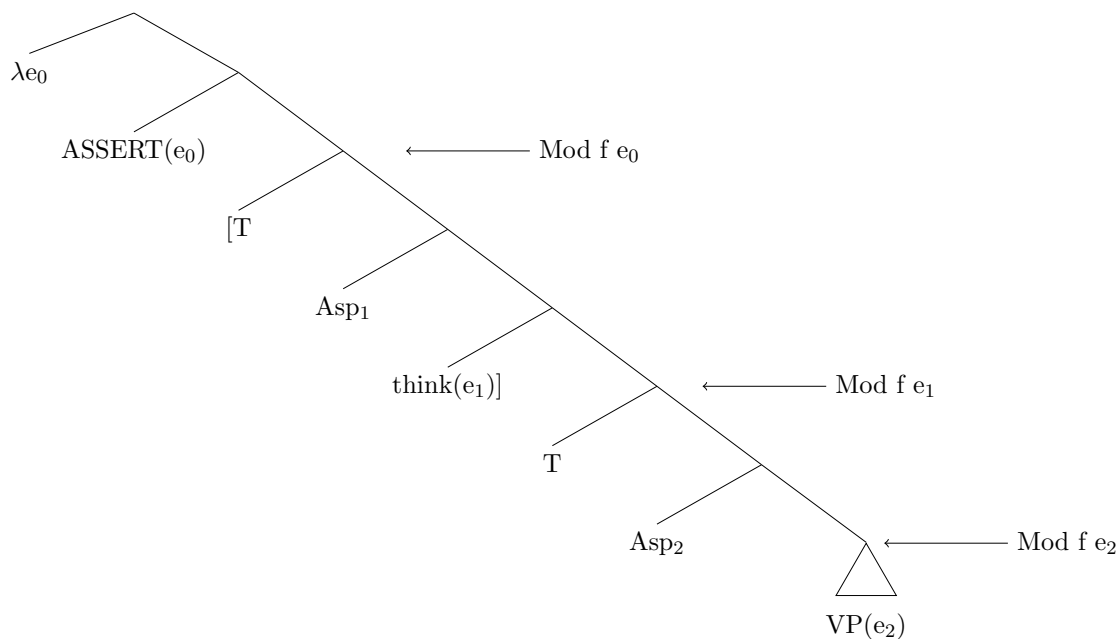 λe₀
ASSERT(e₀)
Mod f e₀
[T
Asp₁
think(e₁)]
Mod f e₁
T
Asp₂
Mod f e₂
VP(e₂)